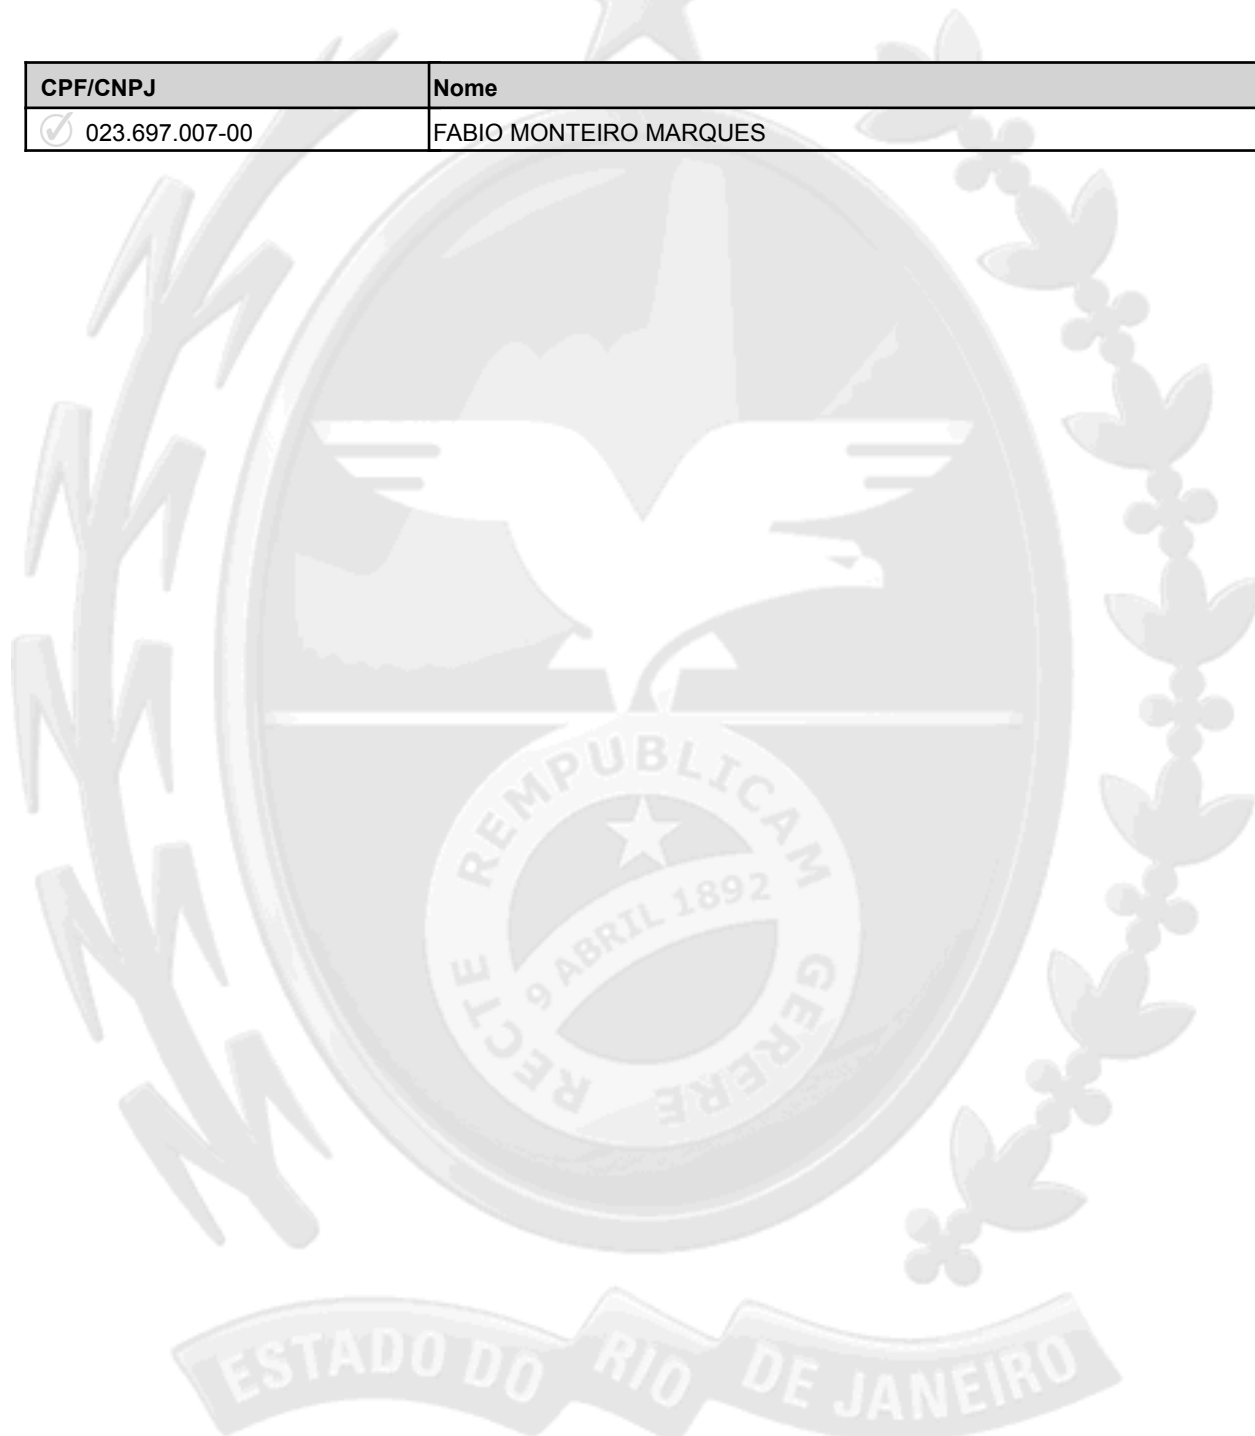 CPF/CNPJ Nome
023.697.007-00 FABIO MONTEIRO MARQUES
REMPUBLICAM
9 ABRIL 1892
RECTE GERERE
ESTADO DO RIO DE JANEIRO